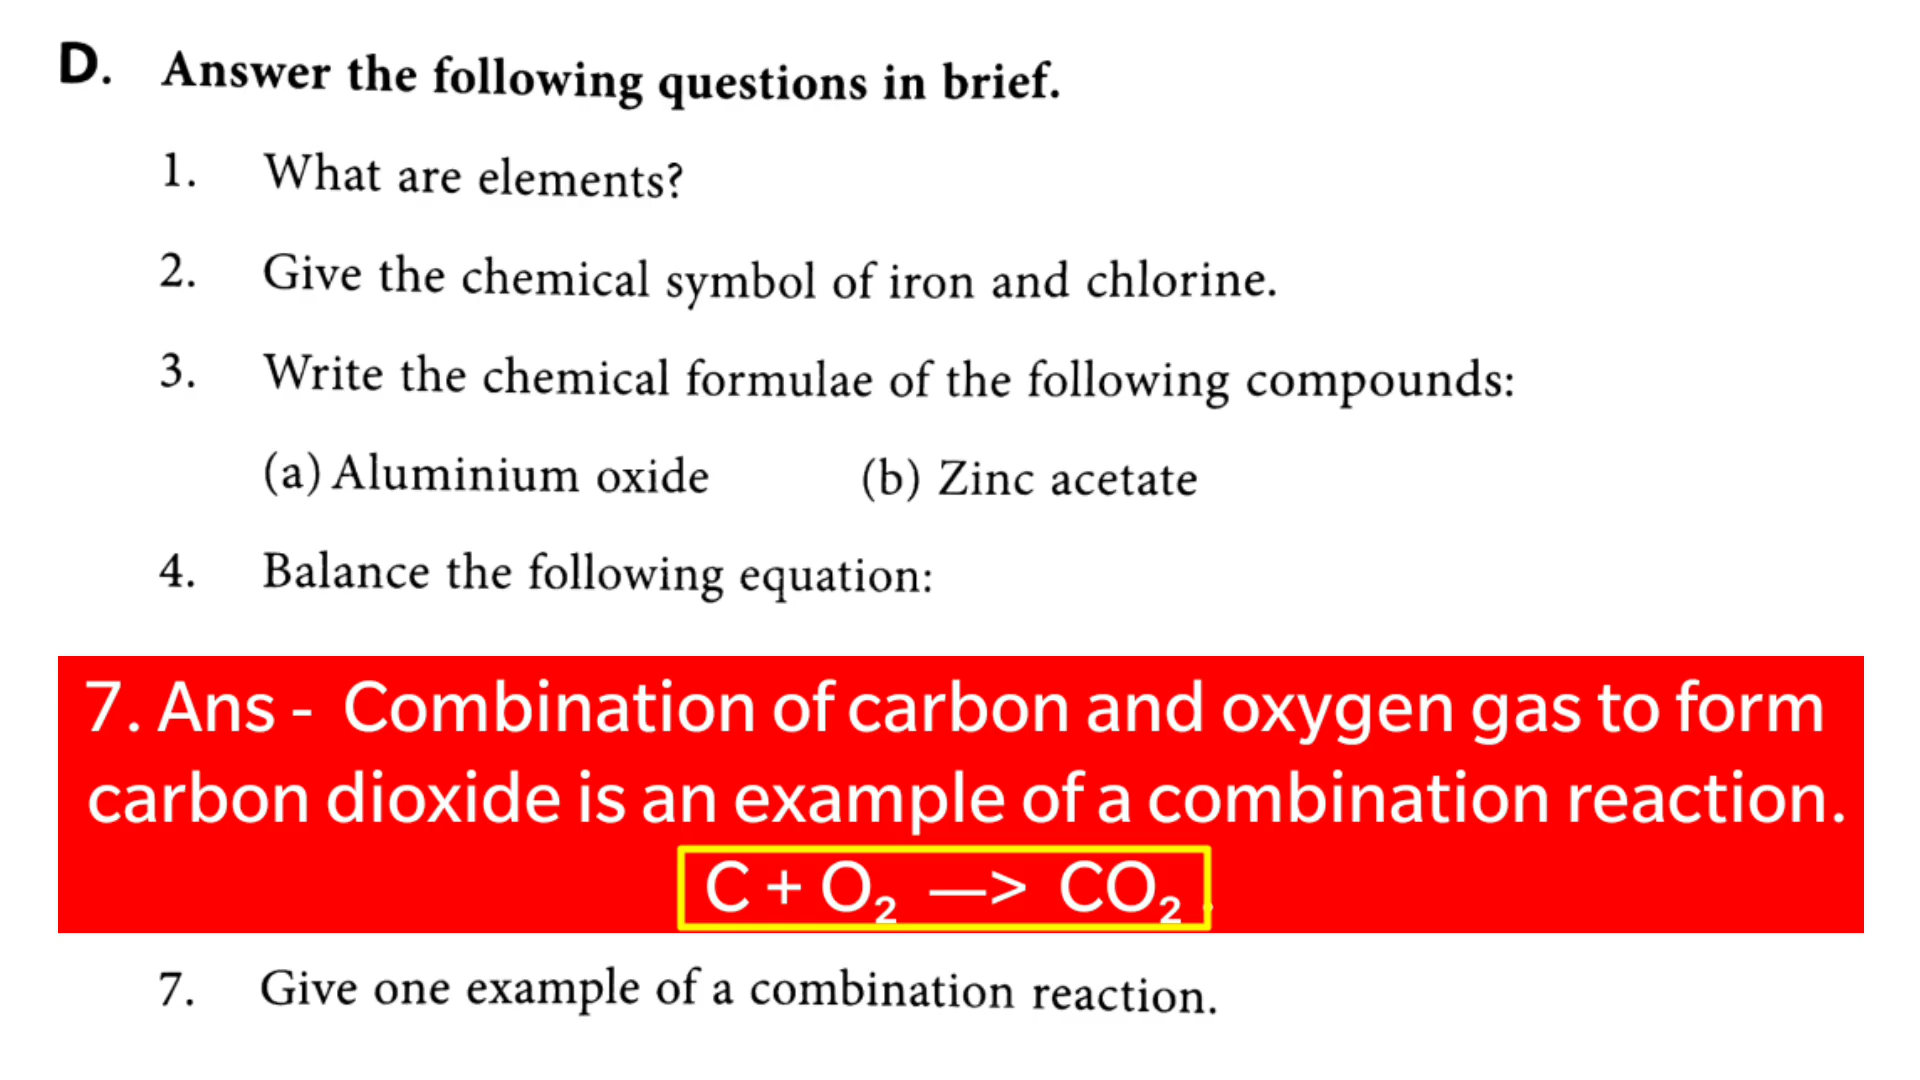 D. Answer the following questions in brief.
1. What are elements?
2. Give the chemical symbol of iron and chlorine.
3. Write the chemical formulae of the following compounds:
(a) Aluminium oxide (b) Zinc acetate
4. Balance the following equation:
7. Ans - Combination of carbon and oxygen gas to form
carbon dioxide is an example of a combination reaction.
C + O₂ —> CO₂
7. Give one example of a combination reaction.